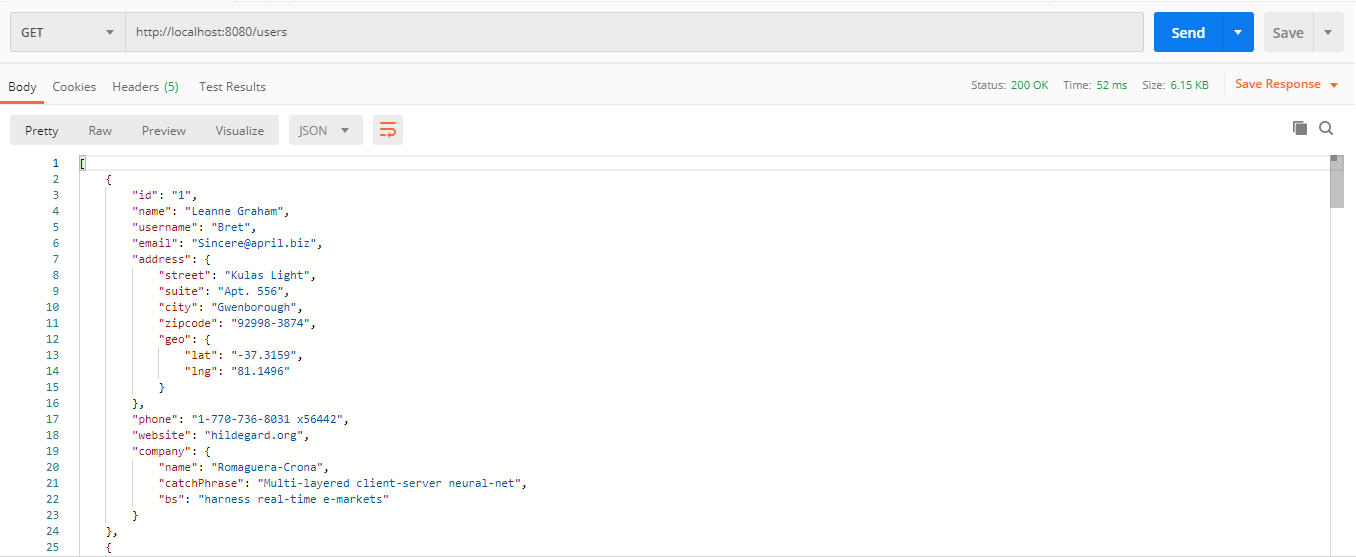 GET http://localhost:8080/users Send Save
Body Cookies Headers (5) Test Results Status: 200 OK Time: 52 ms Size: 6.15 KB Save Response
Pretty Raw Preview Visualize JSON
1 [
2 {
3 "id": "1",
4 "name": "Leanne Graham",
5 "username": "Bret",
6 "email": "Sincere@april.biz",
7 "address": {
8 "street": "Kulas Light",
9 "suite": "Apt. 556",
10 "city": "Gwenborough",
11 "zipcode": "92998-3874",
12 "geo": {
13 "lat": "-37.3159",
14 "lng": "81.1496"
15 }
16 },
17 "phone": "1-770-736-8031 x56442",
18 "website": "hildegard.org",
19 "company": {
20 "name": "Romaguera-Crona",
21 "catchPhrase": "Multi-layered client-server neural-net",
22 "bs": "harness real-time e-markets"
23 }
24 },
25 {